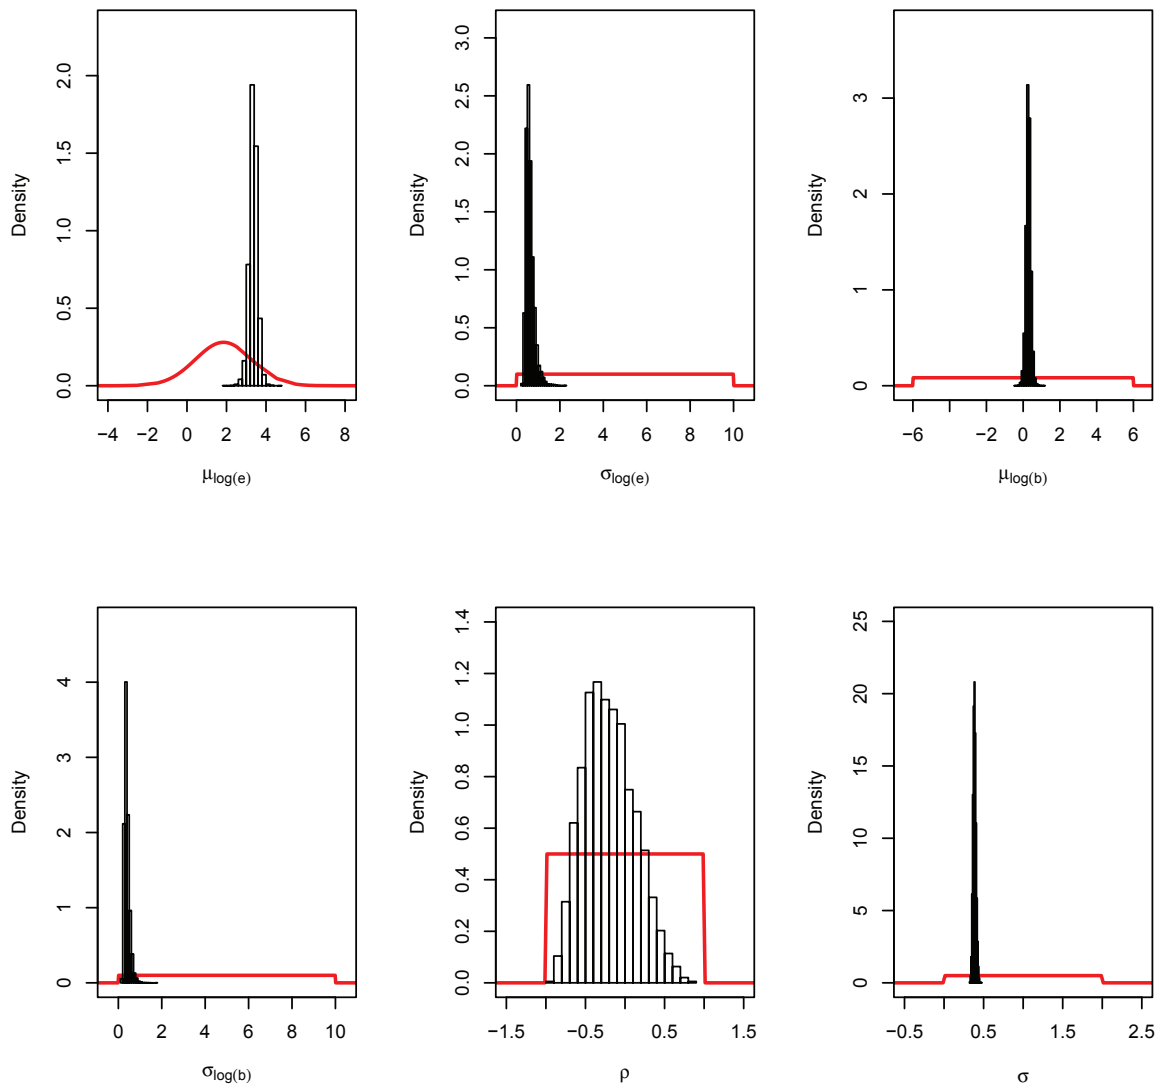 Density
0.0 0.5 1.0 1.5 2.0
−4 −2 0 2 4 6 8
μlog(e)
Density
0.0 0.5 1.0 1.5 2.0 2.5 3.0
0 2 4 6 8 10
σlog(e)
Density
0 1 2 3
−6 −2 0 2 4 6
μlog(b)
Density
0 1 2 3 4
0 2 4 6 8 10
σlog(b)
Density
0.0 0.2 0.4 0.6 0.8 1.0 1.2 1.4
−1.5 −0.5 0.5 1.5
ρ
Density
0 5 10 15 20 25
−0.5 0.5 1.5 2.5
σ